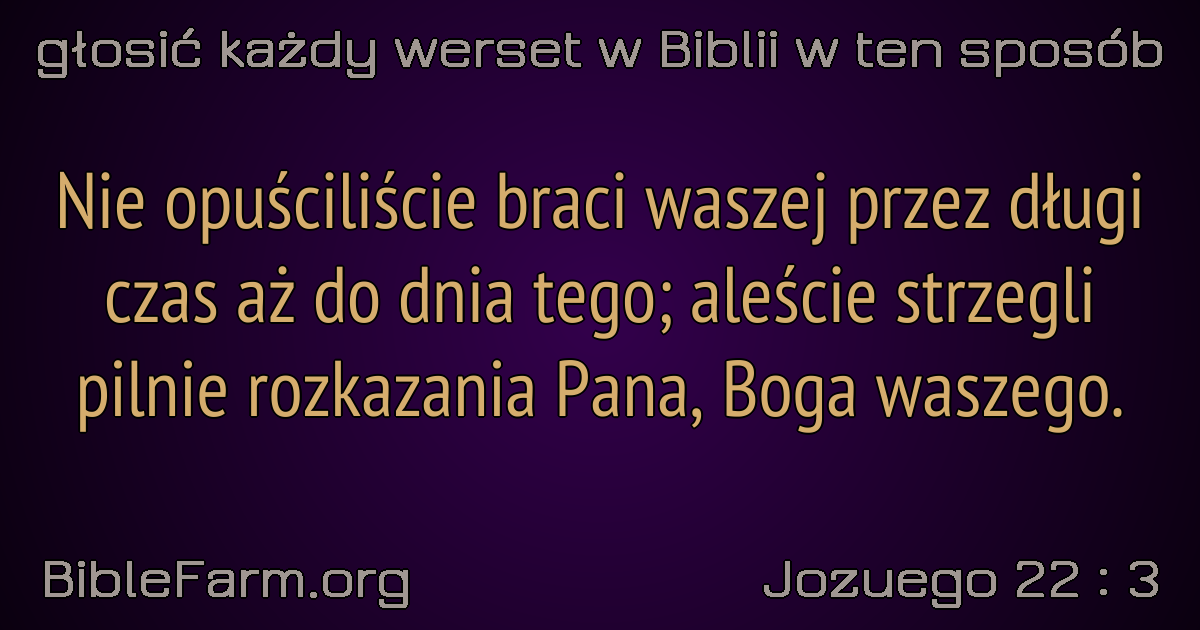 głosić każdy werset w Biblii w ten sposób
Nie opuściliście braci waszej przez długi
czas aż do dnia tego; aleście strzegli
pilnie rozkazania Pana, Boga waszego.
BibleFarm.org
Jozuego 22 : 3